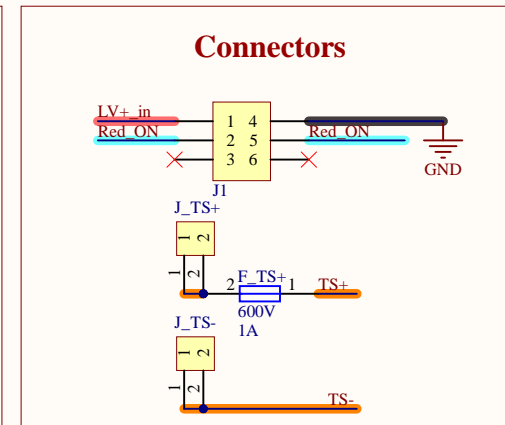 Connectors
LV+_in
1 4
Red_ON
2 5
Red_ON
3 6
GND
J1
J_TS+
1 2
1 2
2
F_TS+
1
TS+
600V
1A
J_TS-
1 2
1 2
TS-